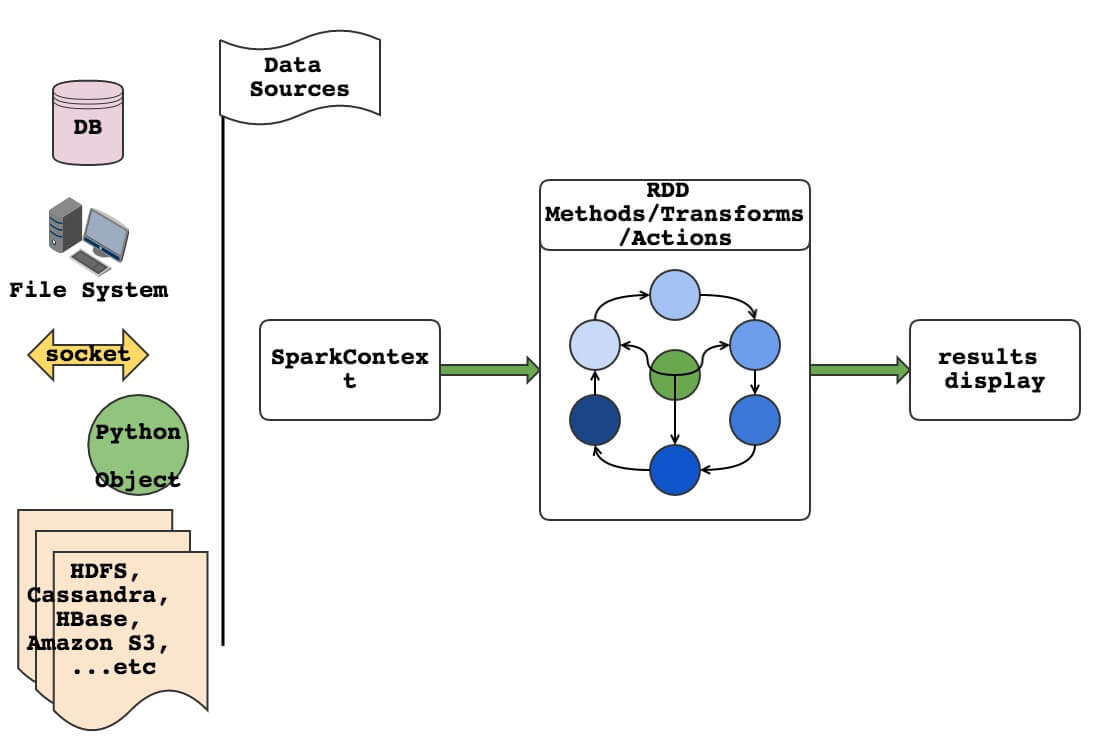 Data
Sources
DB
File System
socket
Python
Object
HDFS,
Cassandra,
HBase,
Amazon S3,
...etc
SparkContex
t
RDD
Methods/Transforms
/Actions
results
display